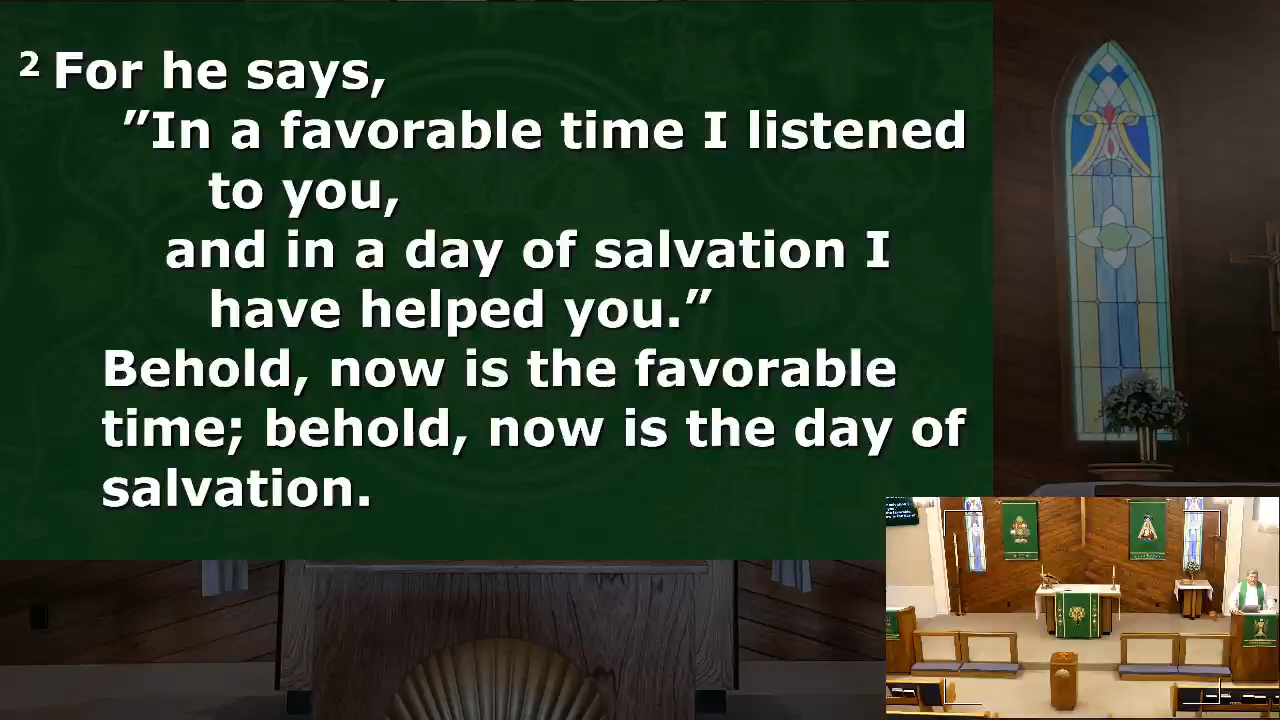 2 For he says,
”In a favorable time I listened
to you,
and in a day of salvation I
have helped you.”
Behold, now is the favorable
time; behold, now is the day of
salvation.